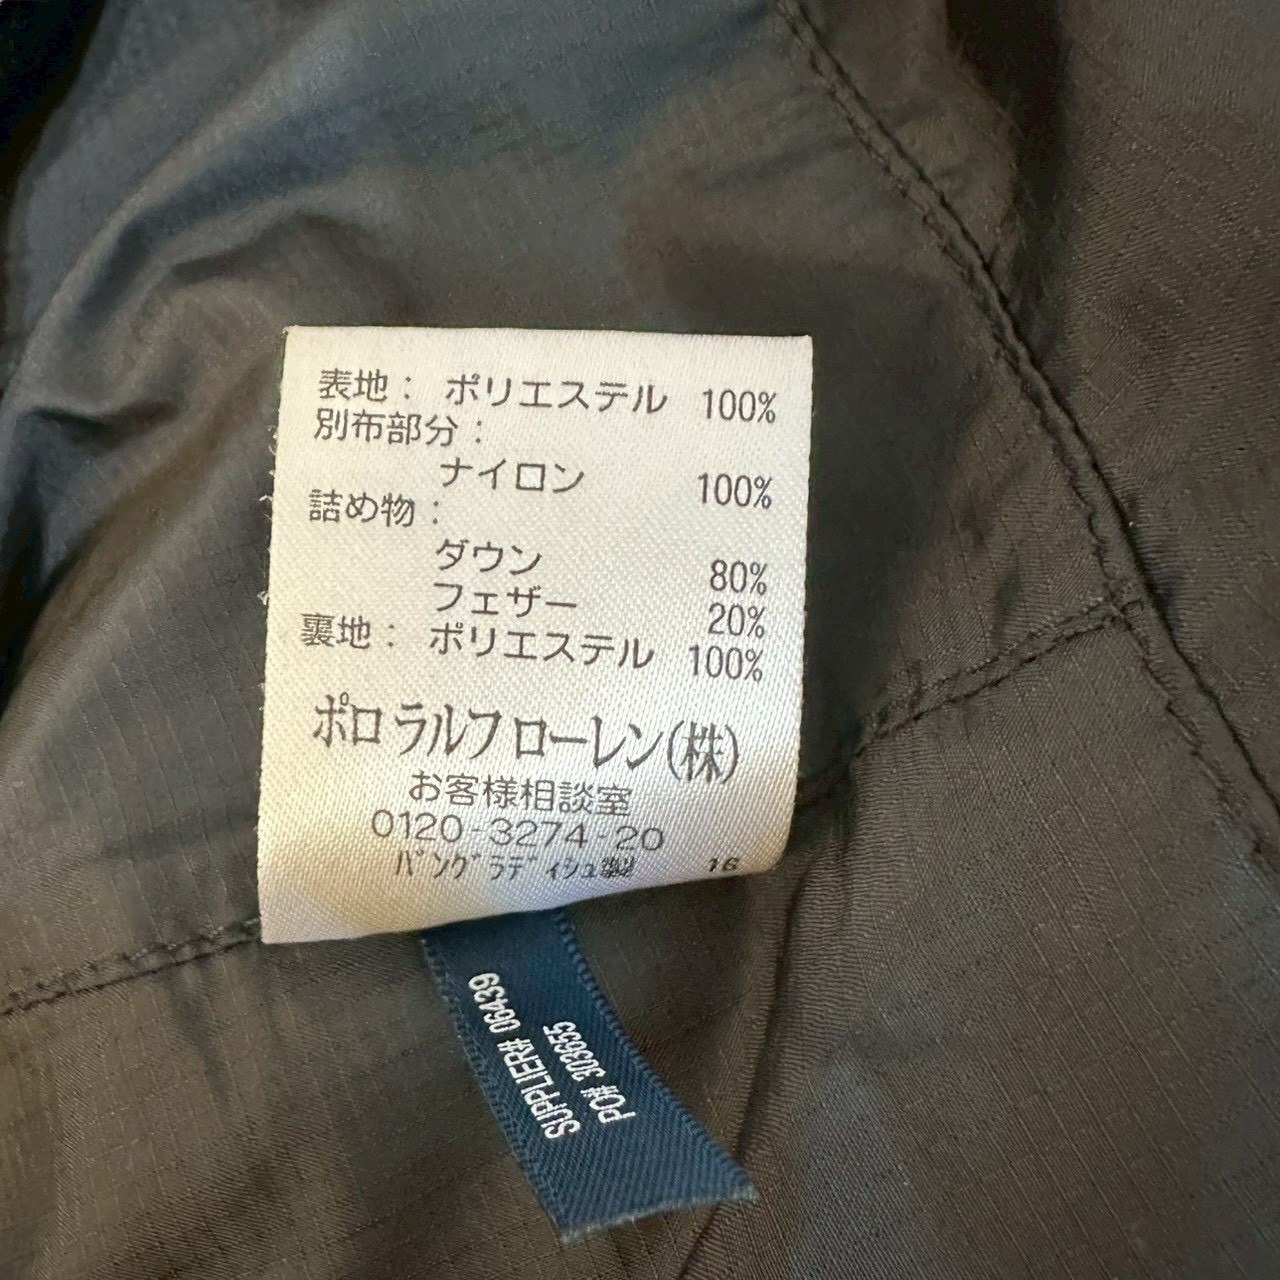 表地： ポリエステル 100%
別布部分：
ナイロン 100%
詰め物：
ダウン 80%
フェザー 20%
裏地： ポリエステル 100%
ポロ ラルフ ローレン(株)
お客様相談室
0120-3274-20
ﾊﾞﾝｸﾞﾗﾃﾞｨｼｭ製 16
SUPPLIER# 06439
PO# 303655